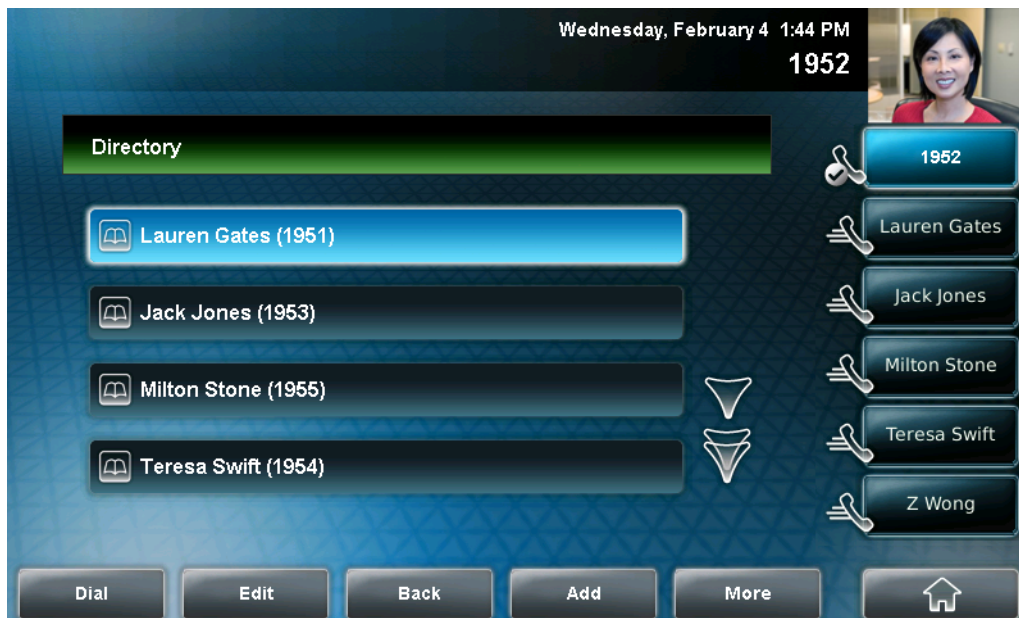 Wednesday, February 4 1:44 PM
1952
Directory
1952
Lauren Gates (1951)
Lauren Gates
Jack Jones (1953)
Jack Jones
Milton Stone (1955)
Milton Stone
Teresa Swift (1954)
Teresa Swift
Z Wong
Dial Edit Back Add More